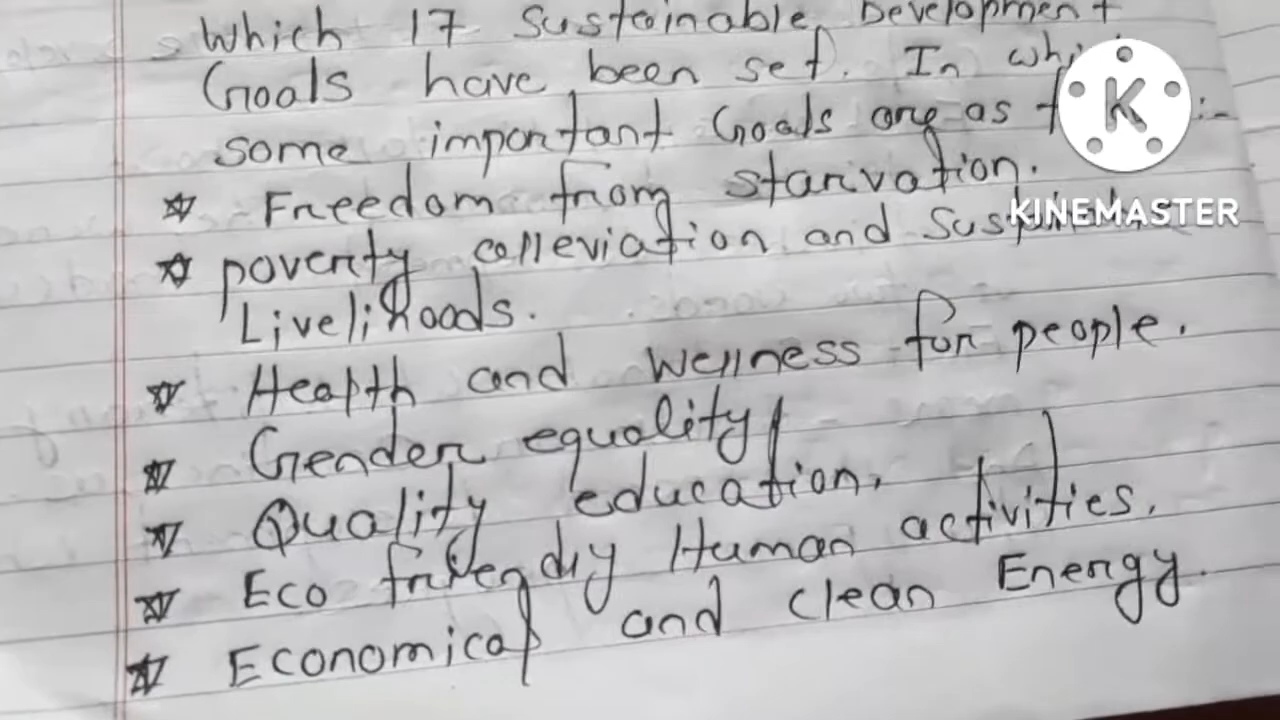 Which 17 Sustainable Development
Goals have been set. In
some important Goals are as
☆ Freedom from starvation.
☆ poverty alleviation and
Livelihoods.
☆ Health and Wellness for people.
☆ Gender equality
☆ Quality education.
☆ Eco friendly Human activities.
☆ Economical and clean Energy.
K
KINEMASTER